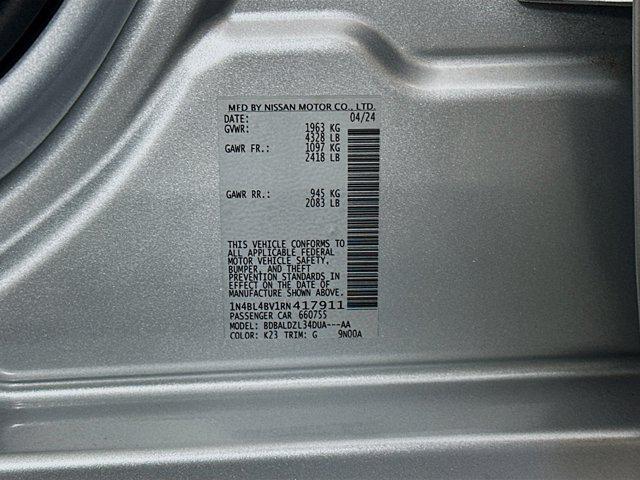 MFD BY NISSAN MOTOR CO., LTD.
DATE: 04/24
GVWR: 1963 KG
4328 LB
GAWR FR.: 1097 KG
2418 LB
GAWR RR.: 945 KG
2083 LB
THIS VEHICLE CONFORMS TO
ALL APPLICABLE FEDERAL
MOTOR VEHICLE SAFETY,
BUMPER, AND THEFT
PREVENTION STANDARDS IN
EFFECT ON THE DATE OF
MANUFACTURE SHOWN ABOVE.
1N4BL4BV1RN417911
PASSENGER CAR 660755
MODEL: BDBALDZL34DUA---AA
COLOR: K23 TRIM: G 9N00A